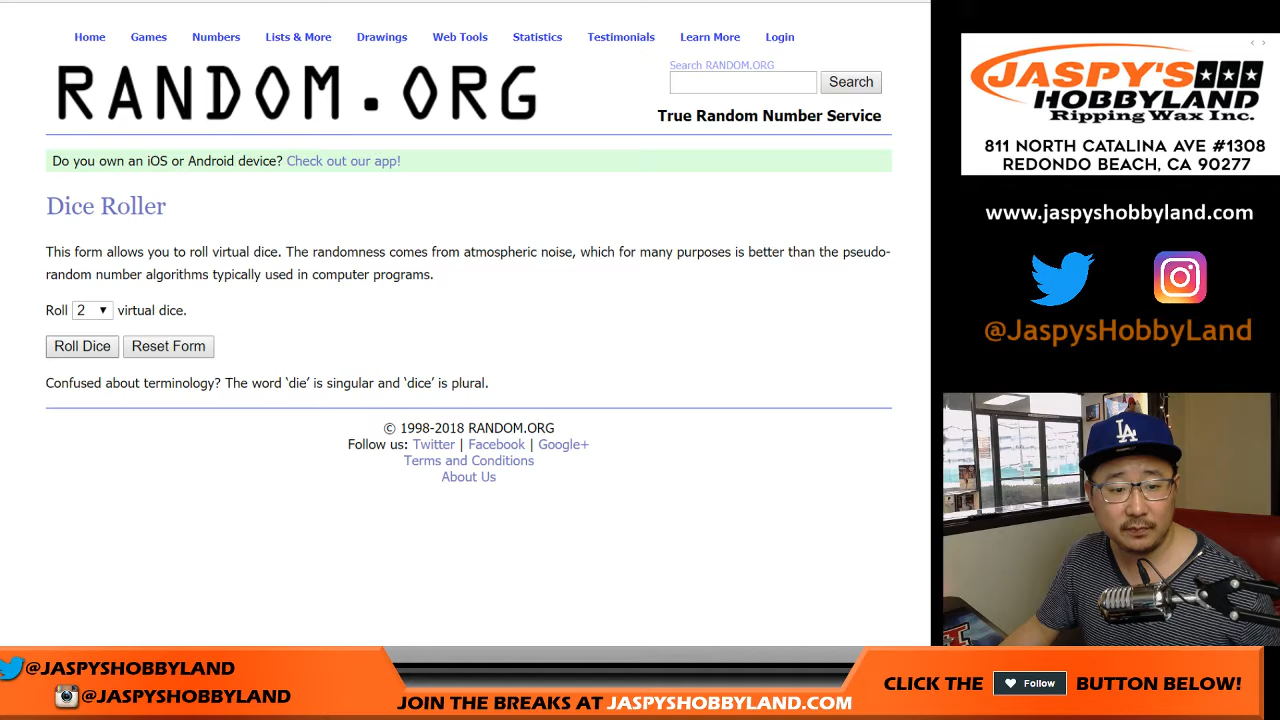 Home Games Numbers Lists & More Drawings Web Tools Statistics Testimonials Learn More Login
RANDOM.ORG
Search RANDOM.ORG
Search
True Random Number Service
Do you own an iOS or Android device? Check out our app!
Dice Roller
This form allows you to roll virtual dice. The randomness comes from atmospheric noise, which for many purposes is better than the pseudo-
random number algorithms typically used in computer programs.
Roll 2 virtual dice.
Roll Dice Reset Form
Confused about terminology? The word ‘die’ is singular and ‘dice’ is plural.
© 1998-2018 RANDOM.ORG
Follow us: Twitter | Facebook | Google+
Terms and Conditions
About Us
JASPY'S
HOBBYLAND
Ripping Wax Inc.
811 NORTH CATALINA AVE #1308
REDONDO BEACH, CA 90277
www.jaspyshobbyland.com
@JaspysHobbyLand
LA
@JASPYSHOBBYLAND
@JASPYSHOBBYLAND
JOIN THE BREAKS AT JASPYSHOBBYLAND.COM
CLICK THE Follow BUTTON BELOW!